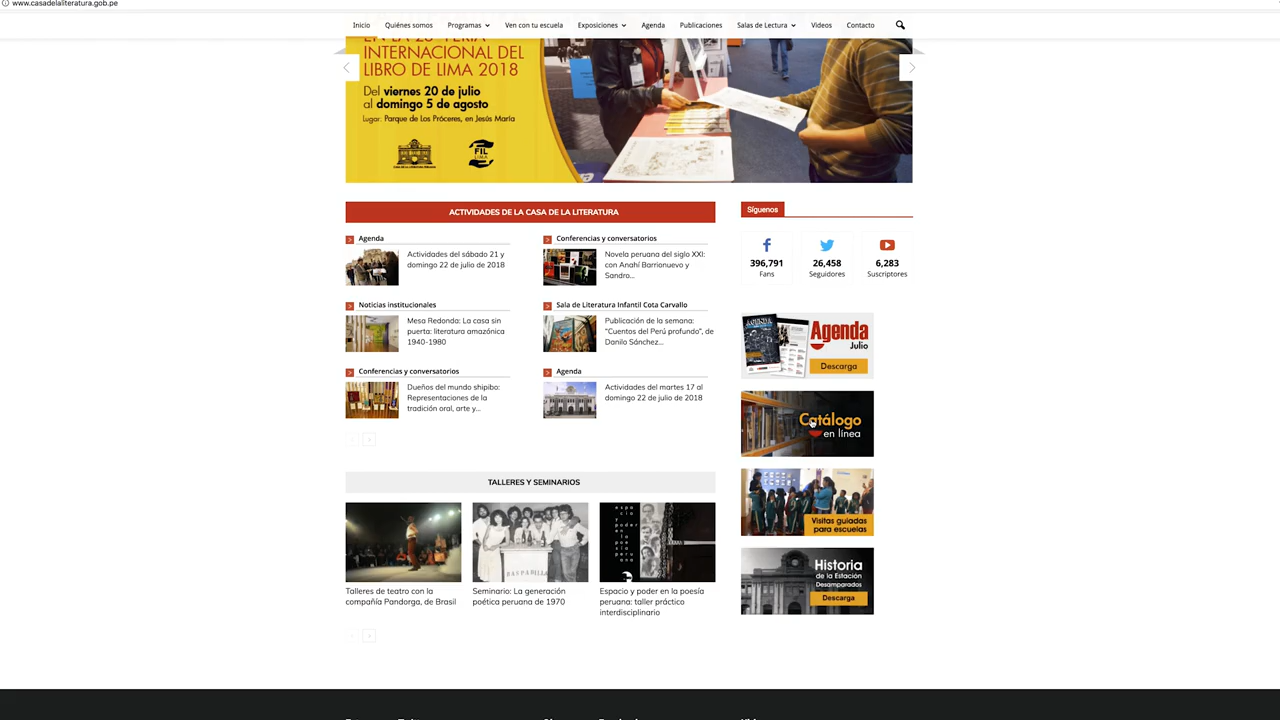 www.casadelaliteratura.gob.pe
Inicio Quiénes somos Programas Ven con tu escuela Exposiciones Agenda Publicaciones Salas de Lectura Videos Contacto
INTERNACIONAL DEL
LIBRO DE LIMA 2018
Del viernes 20 de julio
al domingo 5 de agosto
Lugar: Parque de Los Próceres, en Jesús María
CASA DE LA LITERATURA PERUANA
FIL
LIMA
ACTIVIDADES DE LA CASA DE LA LITERATURA
Agenda
Actividades del sábado 21 y
domingo 22 de julio de 2018
Conferencias y conversatorios
Novela peruana del siglo XXI:
con Anahí Barrionuevo y
Sandro...
Noticias institucionales
Mesa Redonda: La casa sin
puerta: literatura amazónica
1940-1980
Sala de Literatura Infantil Cota Carvallo
Publicación de la semana:
“Cuentos del Perú profundo”, de
Danilo Sánchez...
Conferencias y conversatorios
Dueños del mundo shipibo:
Representaciones de la
tradición oral, arte y...
Agenda
Actividades del martes 17 al
domingo 22 de julio de 2018
TALLERES Y SEMINARIOS
Talleres de teatro con la
compañía Pandorga, de Brasil
Seminario: La generación
poética peruana de 1970
Espacio y poder en la poesía
peruana: taller práctico
interdisciplinario
Síguenos
396,791
Fans
26,458
Seguidores
6,283
Suscriptores
AGENDA
Agenda
Julio
Descarga
Catálogo
en línea
Visitas guiadas
para escuelas
Historia
de la Estación
Desamparados
Descarga